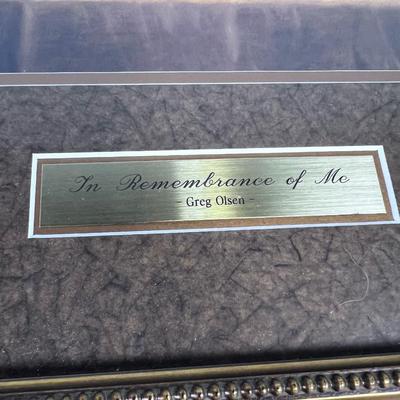 In Remembrance of Me
- Greg Olsen -